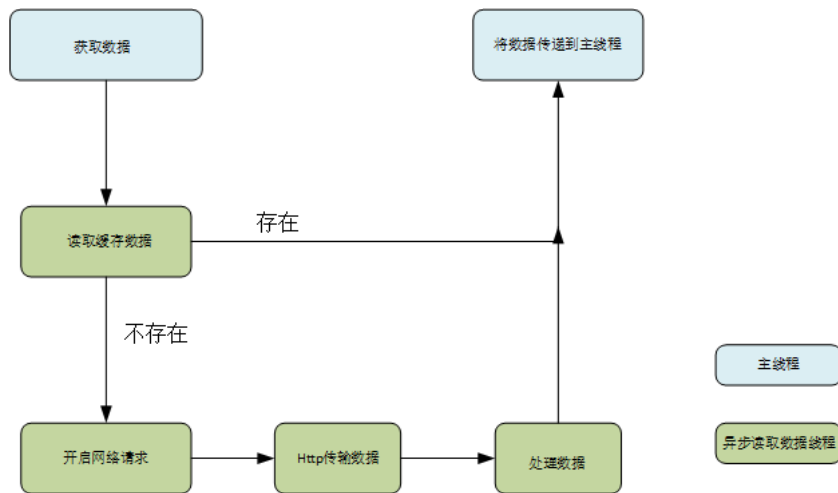 获取数据
将数据传递到主线程
读取缓存数据
存在
不存在
主线程
开启网络请求
Http传输数据
处理数据
异步读取数据线程